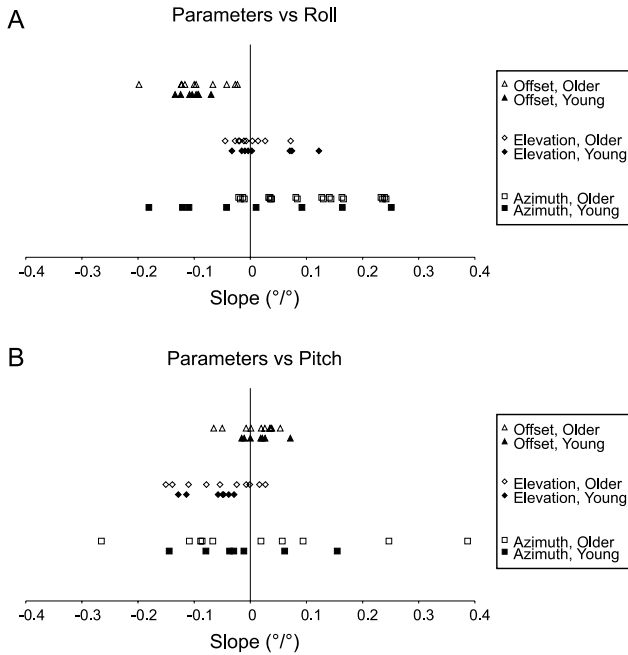 A
Parameters vs Roll
Offset, Older
Offset, Young
Elevation, Older
Elevation, Young
Azimuth, Older
Azimuth, Young
-0.4 -0.3 -0.2 -0.1 0 0.1 0.2 0.3 0.4
Slope (°/°)
B
Parameters vs Pitch
Offset, Older
Offset, Young
Elevation, Older
Elevation, Young
Azimuth, Older
Azimuth, Young
-0.4 -0.3 -0.2 -0.1 0 0.1 0.2 0.3 0.4
Slope (°/°)